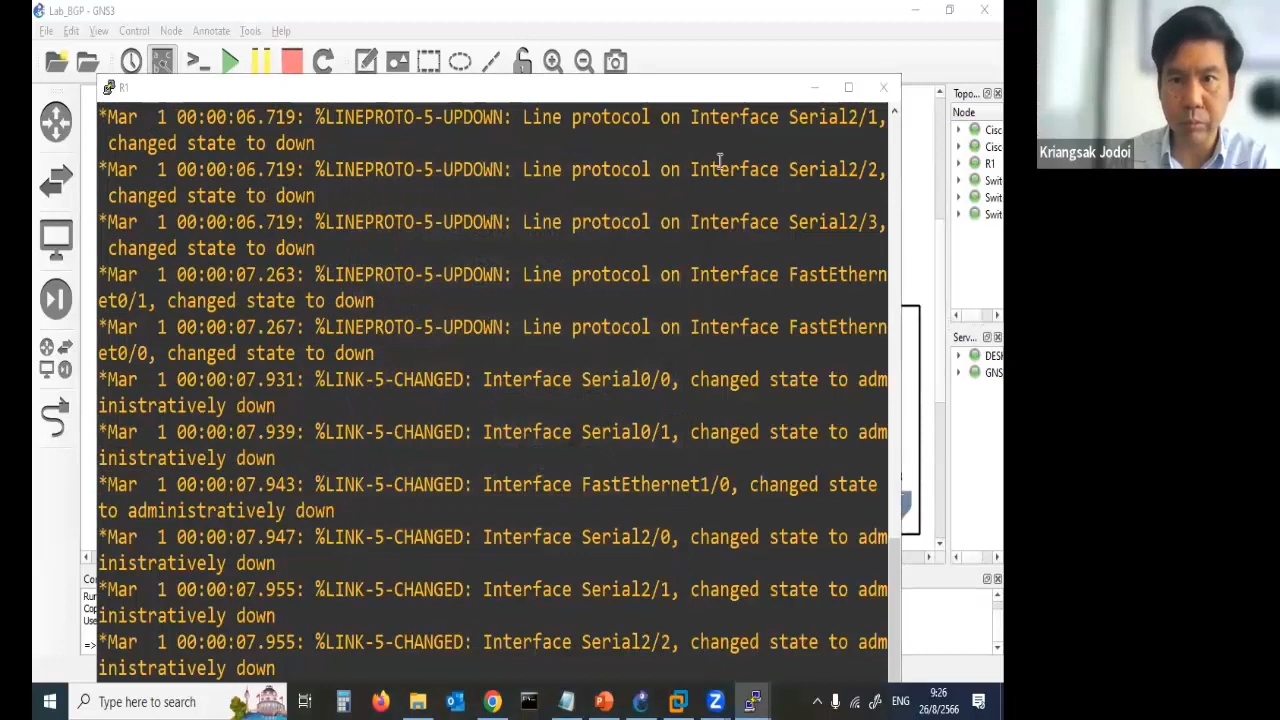 Lab_BGP - GNS3
File Edit View Control Node Annotate Tools Help
R1
*Mar  1 00:00:06.719: %LINEPROTO-5-UPDOWN: Line protocol on Interface Serial2/1,
changed state to down
*Mar  1 00:00:06.719: %LINEPROTO-5-UPDOWN: Line protocol on Interface Serial2/2,
changed state to down
*Mar  1 00:00:06.719: %LINEPROTO-5-UPDOWN: Line protocol on Interface Serial2/3,
changed state to down
*Mar  1 00:00:07.263: %LINEPROTO-5-UPDOWN: Line protocol on Interface FastEthern
et0/1, changed state to down
*Mar  1 00:00:07.267: %LINEPROTO-5-UPDOWN: Line protocol on Interface FastEthern
et0/0, changed state to down
*Mar  1 00:00:07.931: %LINK-5-CHANGED: Interface Serial0/0, changed state to adm
inistratively down
*Mar  1 00:00:07.939: %LINK-5-CHANGED: Interface Serial0/1, changed state to adm
inistratively down
*Mar  1 00:00:07.943: %LINK-5-CHANGED: Interface FastEthernet1/0, changed state
to administratively down
*Mar  1 00:00:07.947: %LINK-5-CHANGED: Interface Serial2/0, changed state to adm
inistratively down
*Mar  1 00:00:07.955: %LINK-5-CHANGED: Interface Serial2/1, changed state to adm
inistratively down
*Mar  1 00:00:07.955: %LINK-5-CHANGED: Interface Serial2/2, changed state to adm
inistratively down
Topo...
Node
Cisc
Cisc
R1
Swit
Swit
Serv...
DESH
GNS
Co
Run
Cop
Use
=>
Kriangsak Jodoi
Type here to search
ENG
9:26
26/8/2566